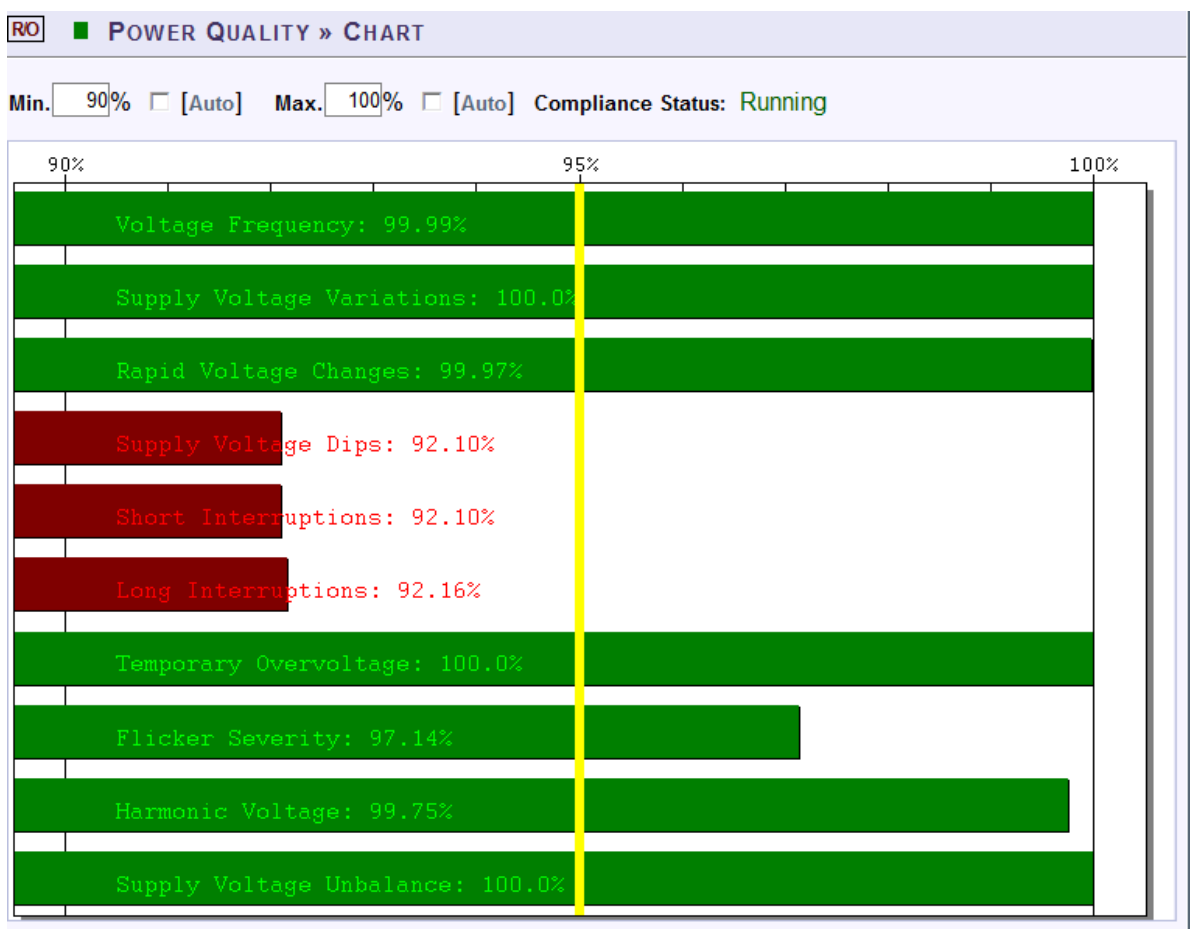 R/O POWER QUALITY » CHART
Min. 90% [Auto] Max. 100% [Auto] Compliance Status: Running
90% 95% 100%
Voltage Frequency: 99.99%
Supply Voltage Variations: 100.0%
Rapid Voltage Changes: 99.97%
Supply Voltage Dips: 92.10%
Short Interruptions: 92.10%
Long Interruptions: 92.16%
Temporary Overvoltage: 100.0%
Flicker Severity: 97.14%
Harmonic Voltage: 99.75%
Supply Voltage Unbalance: 100.0%